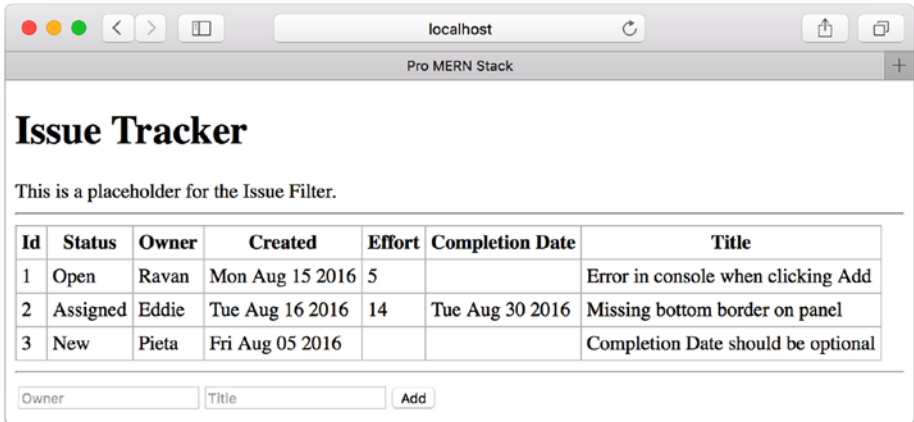 localhost
Pro MERN Stack
+
Issue Tracker
This is a placeholder for the Issue Filter.
Id Status Owner Created Effort Completion Date Title
1 Open Ravan Mon Aug 15 2016 5 Error in console when clicking Add
2 Assigned Eddie Tue Aug 16 2016 14 Tue Aug 30 2016 Missing bottom border on panel
3 New Pieta Fri Aug 05 2016 Completion Date should be optional
Owner Title Add